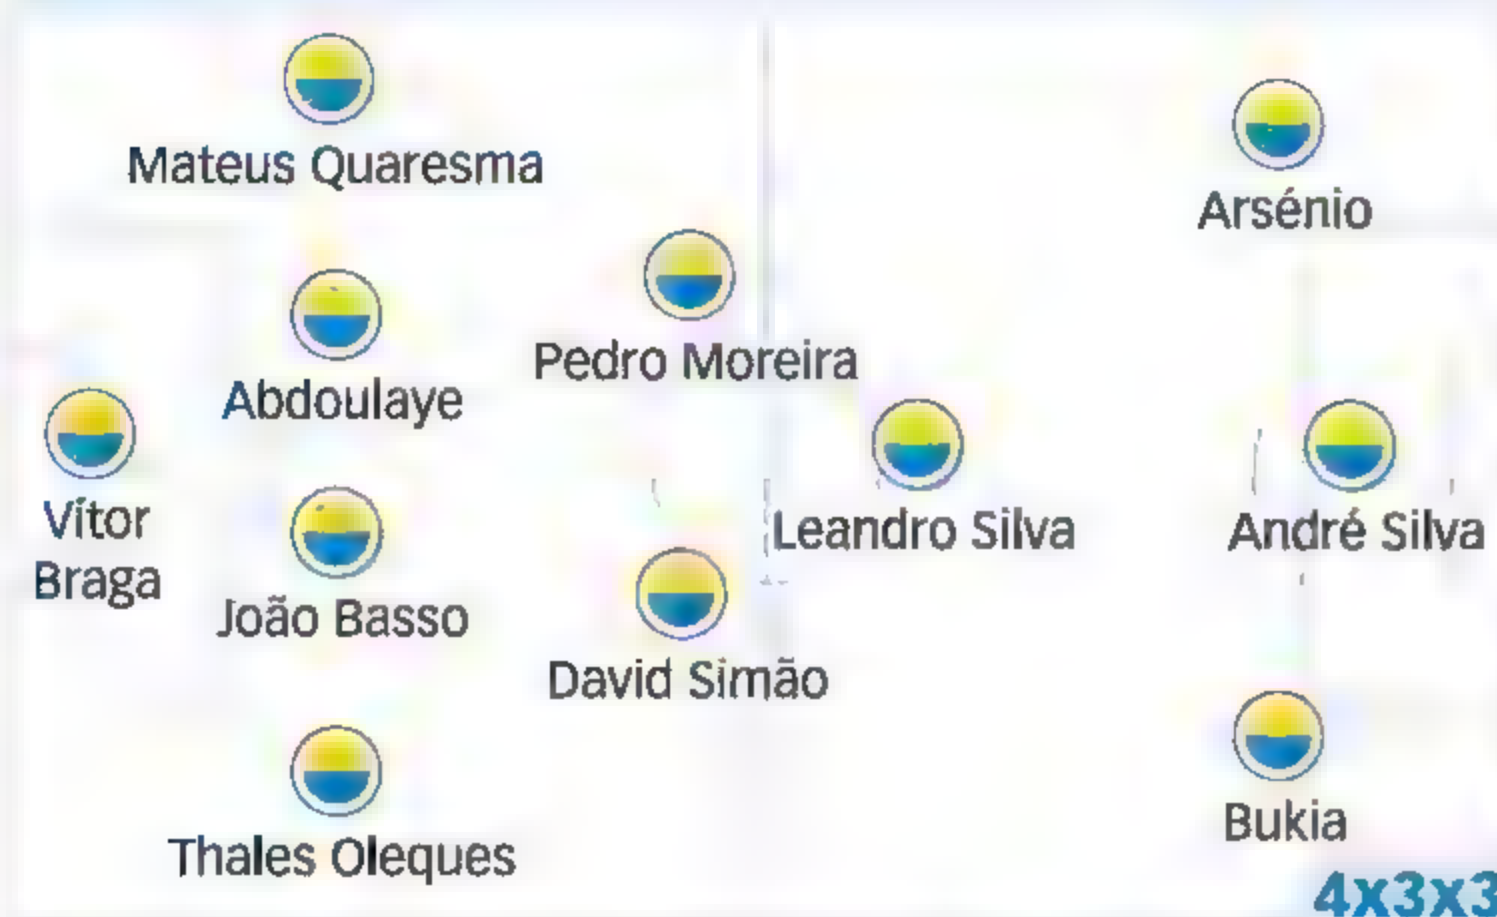 Mateus Quaresma
Arsénio
Pedro Moreira
Abdoulaye
Vítor
Braga
Leandro Silva
André Silva
João Basso
David Simão
Bukia
Thales Oleques
4x3x3